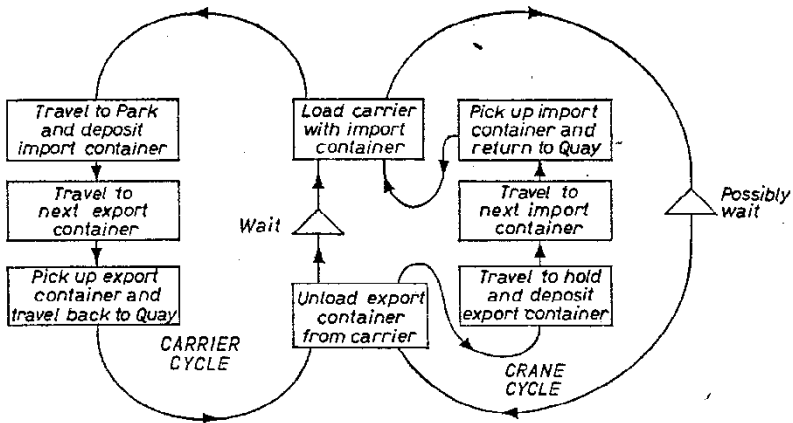 Travel to Park
and deposit
import container
Travel to
next export
container
Pick up export
container and
travel back to Quay
CARRIER
CYCLE
Load carrier
with import
container
Wait
Unload export
container
from carrier
Pick up import
container and
return to Quay
Travel to
next import
container
Travel to hold
and deposit
export container
CRANE
CYCLE
Possibly
wait